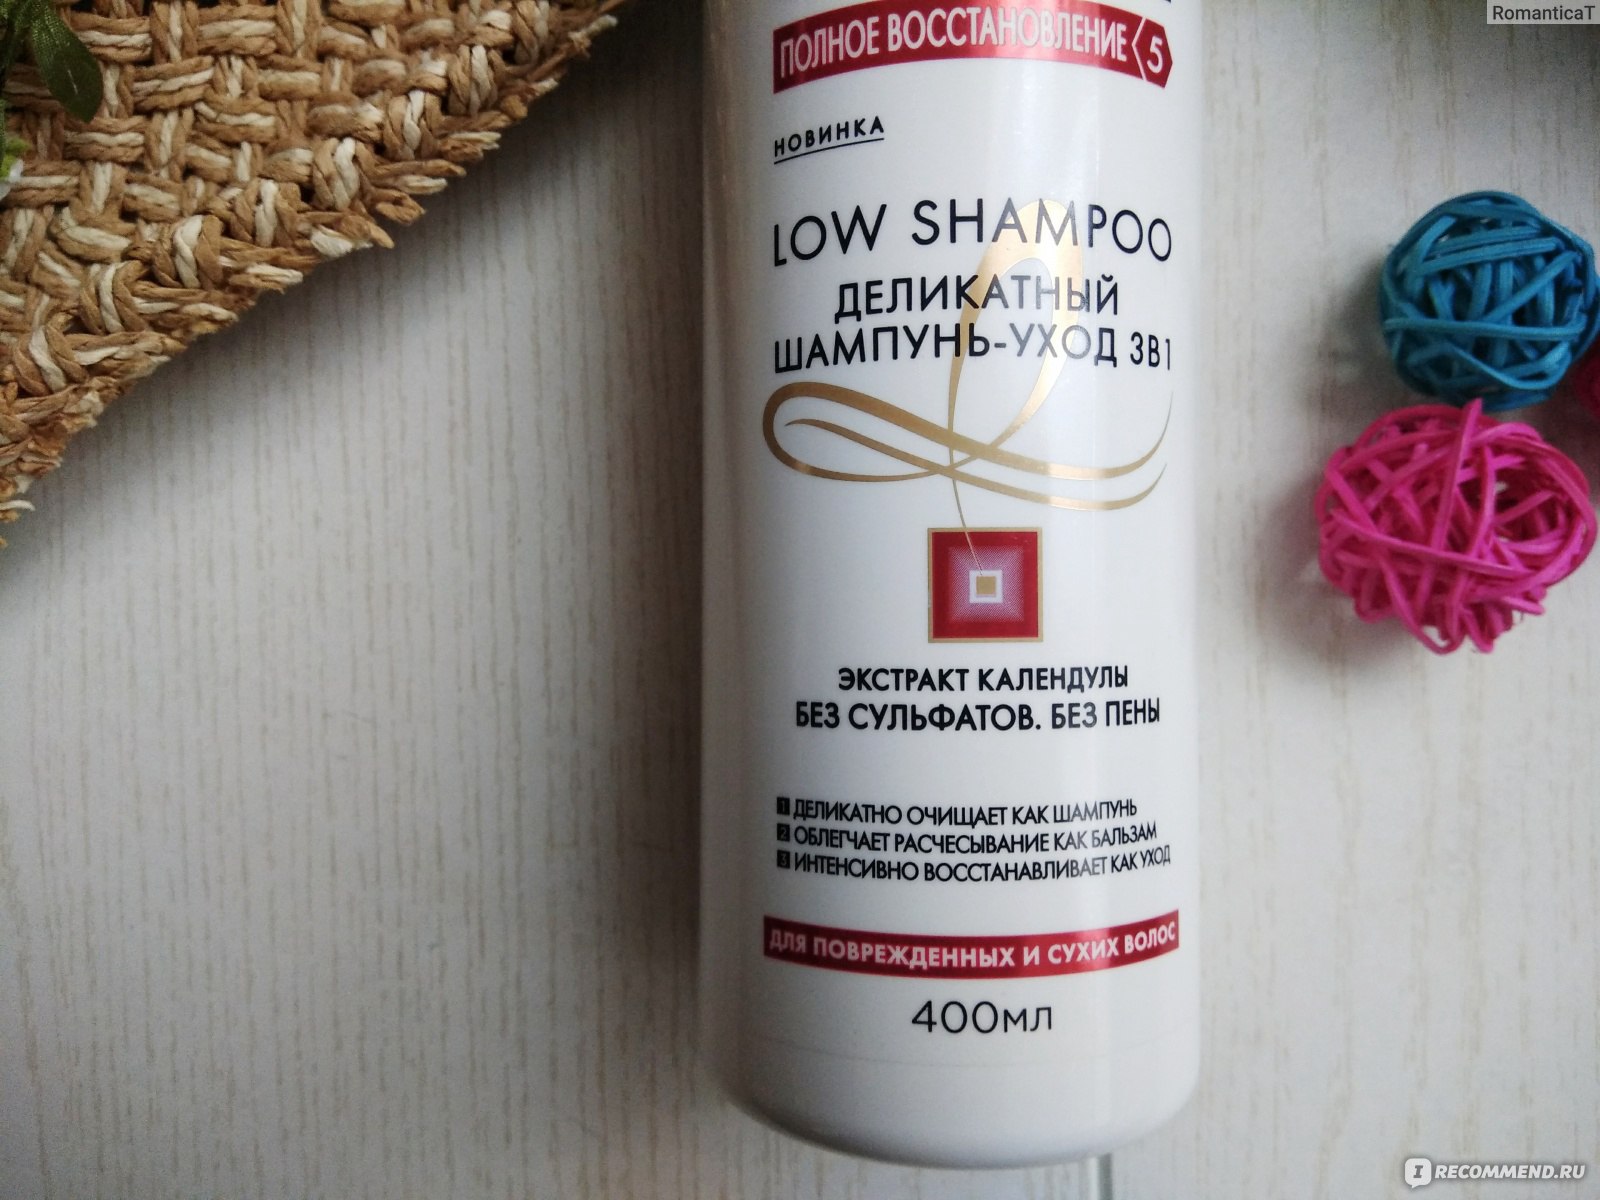 RomanticaT
ПОЛНОЕ ВОССТАНОВЛЕНИЕ 5
НОВИНКА
LOW SHAMPOO
ДЕЛИКАТНЫЙ
ШАМПУНЬ-УХОД 3В1
ЭКСТРАКТ КАЛЕНДУЛЫ
БЕЗ СУЛЬФАТОВ. БЕЗ ПЕНЫ
1 ДЕЛИКАТНО ОЧИЩАЕТ КАК ШАМПУНЬ
2 ОБЛЕГЧАЕТ РАСЧЕСЫВАНИЕ КАК БАЛЬЗАМ
3 ИНТЕНСИВНО ВОССТАНАВЛИВАЕТ КАК УХОД
ДЛЯ ПОВРЕЖДЕННЫХ И СУХИХ ВОЛОС
400МЛ
IRECOMMEND.RU